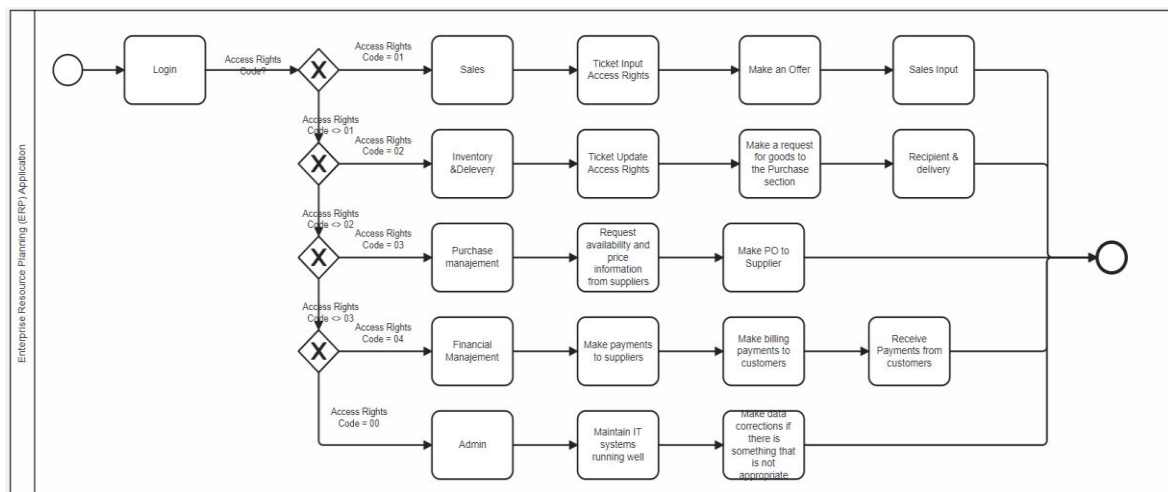 Enterprise Resource Planning (ERP) Application
Login
Access Rights
Code?
Access Rights
Code = 01
Sales
Ticket Input
Access Rights
Make an Offer
Sales Input
Access Rights
Code <> 01
Access Rights
Code = 02
Inventory
&Delevery
Ticket Update
Access Rights
Make a request
for goods to
the Purchase
section
Recipient &
delivery
Access Rights
Code <> 02
Access Rights
Code = 03
Purchase
manajement
Request
availability and
price
information
from suppliers
Make PO to
Supplier
Access Rights
Code <> 03
Access Rights
Code = 04
Financial
Manajement
Make payments
to suppliers
Make billing
payments to
customers
Receive
Payments from
customers
Access Rights
Code = 00
Admin
Maintain IT
systems
running well
Make data
corrections if
there is
something that
is not
appropriate